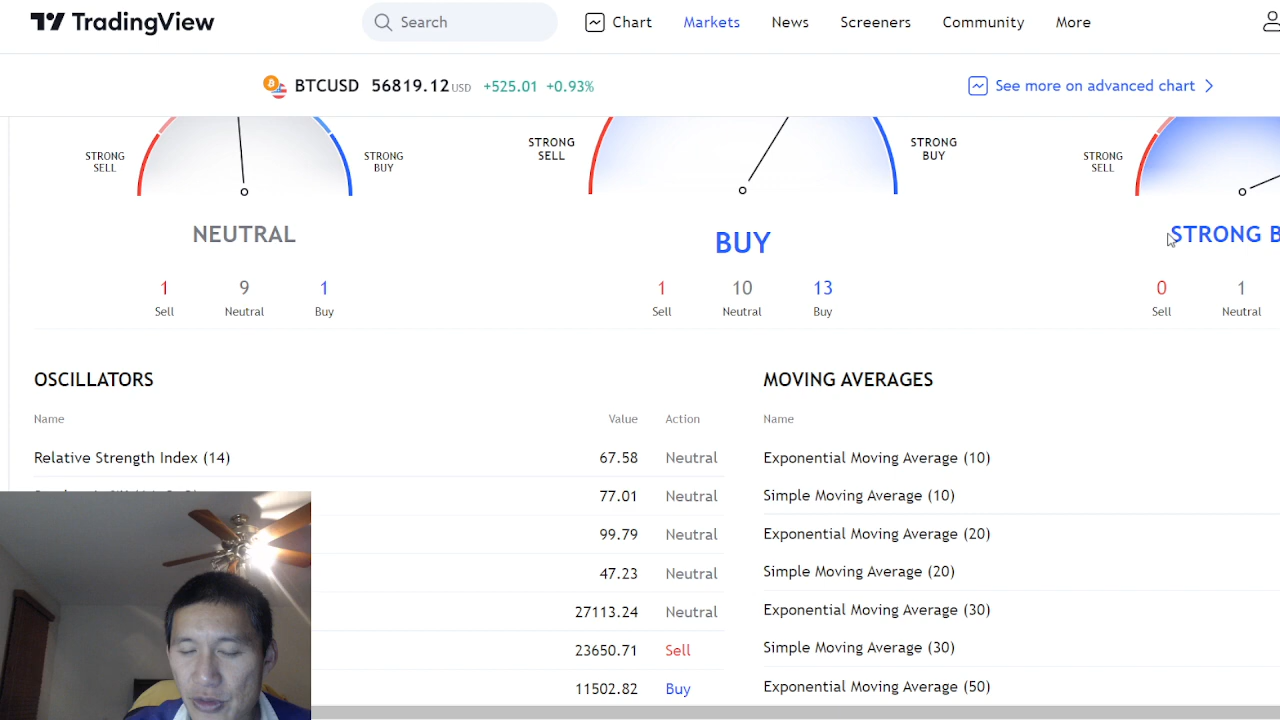 TradingView
Search
Chart
Markets
News
Screeners
Community
More
BTCUSD 56819.12 USD +525.01 +0.93%
See more on advanced chart
STRONG SELL
STRONG BUY
NEUTRAL
1 9 1
Sell Neutral Buy
STRONG SELL
STRONG BUY
BUY
1 10 13
Sell Neutral Buy
STRONG SELL
STRONG B
0 1
Sell Neutral
OSCILLATORS
Name Value Action
Relative Strength Index (14) 67.58 Neutral
77.01 Neutral
99.79 Neutral
47.23 Neutral
27113.24 Neutral
23650.71 Sell
11502.82 Buy
MOVING AVERAGES
Name
Exponential Moving Average (10)
Simple Moving Average (10)
Exponential Moving Average (20)
Simple Moving Average (20)
Exponential Moving Average (30)
Simple Moving Average (30)
Exponential Moving Average (50)